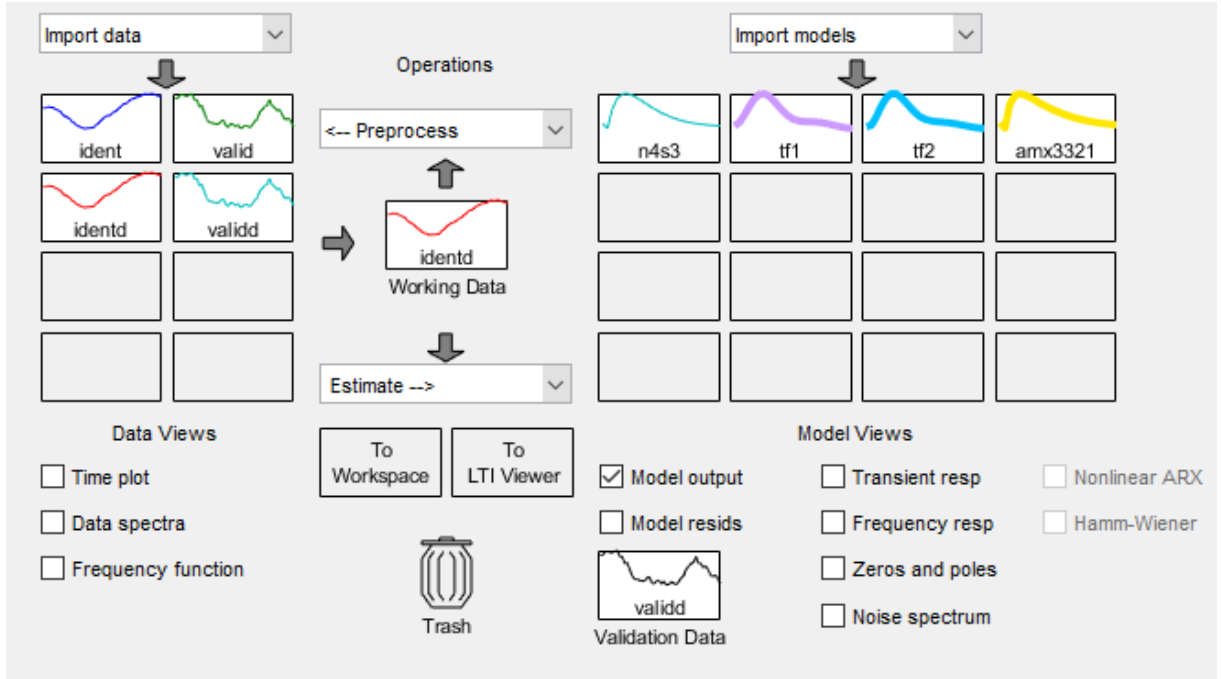 Import data
Import models
Operations
ident
valid
<-- Preprocess
n4s3
tf1
tf2
amx3321
identd
validd
identd
Working Data
Estimate -->
Data Views
Model Views
To
Workspace
To
LTI Viewer
Time plot
Model output
Transient resp
Nonlinear ARX
Data spectra
Model resids
Frequency resp
Hamm-Wiener
Frequency function
Zeros and poles
validd
Noise spectrum
Trash
Validation Data